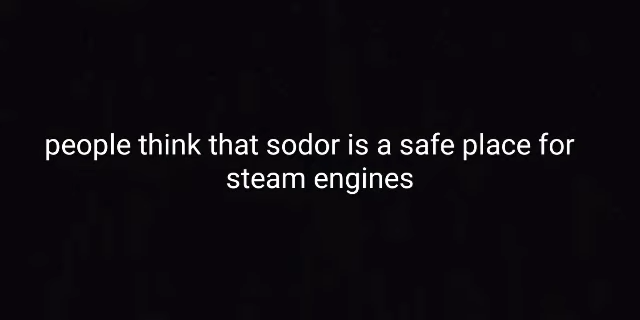 people think that sodor is a safe place for
steam engines